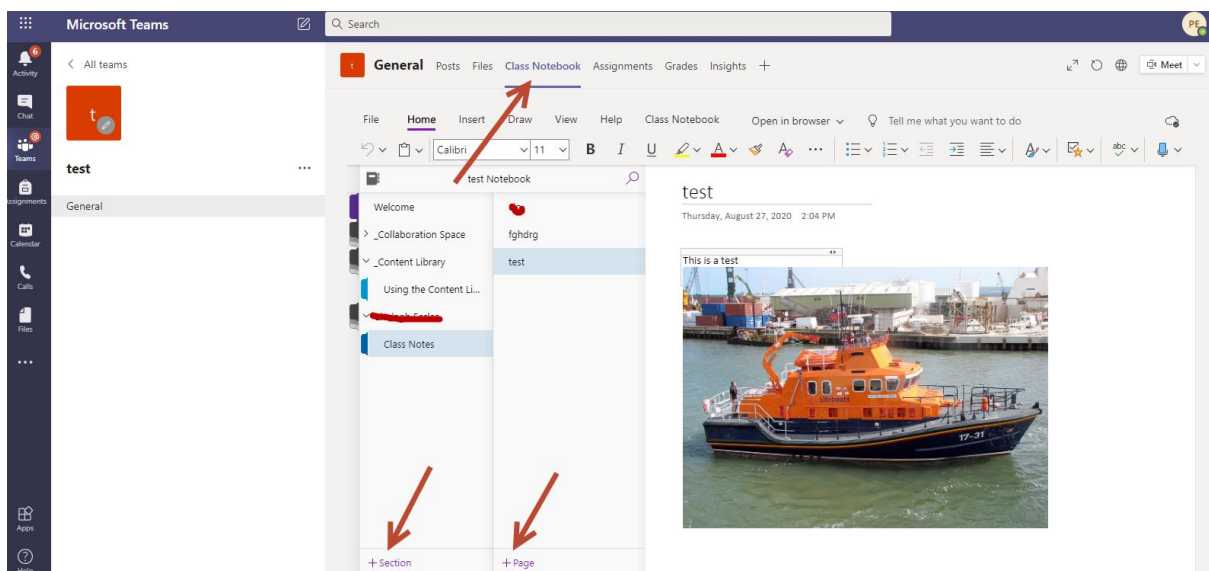 Microsoft Teams
Search
PE
6
Activity
Chat
Teams
Assignments
Calendar
Calls
Files
Apps
Help
All teams
t
test
General
t General Posts Files Class Notebook Assignments Grades Insights +
Meet
File Home Insert Draw View Help Class Notebook Open in browser Tell me what you want to do
Calibri 11 B I U A A abc
test Notebook
Welcome
_Collaboration Space
_Content Library
Using the Content Li...
Class Notes
+ Section
fghdrg
test
+ Page
test
Thursday, August 27, 2020 2:04 PM
This is a test
Lifeboats
17-31